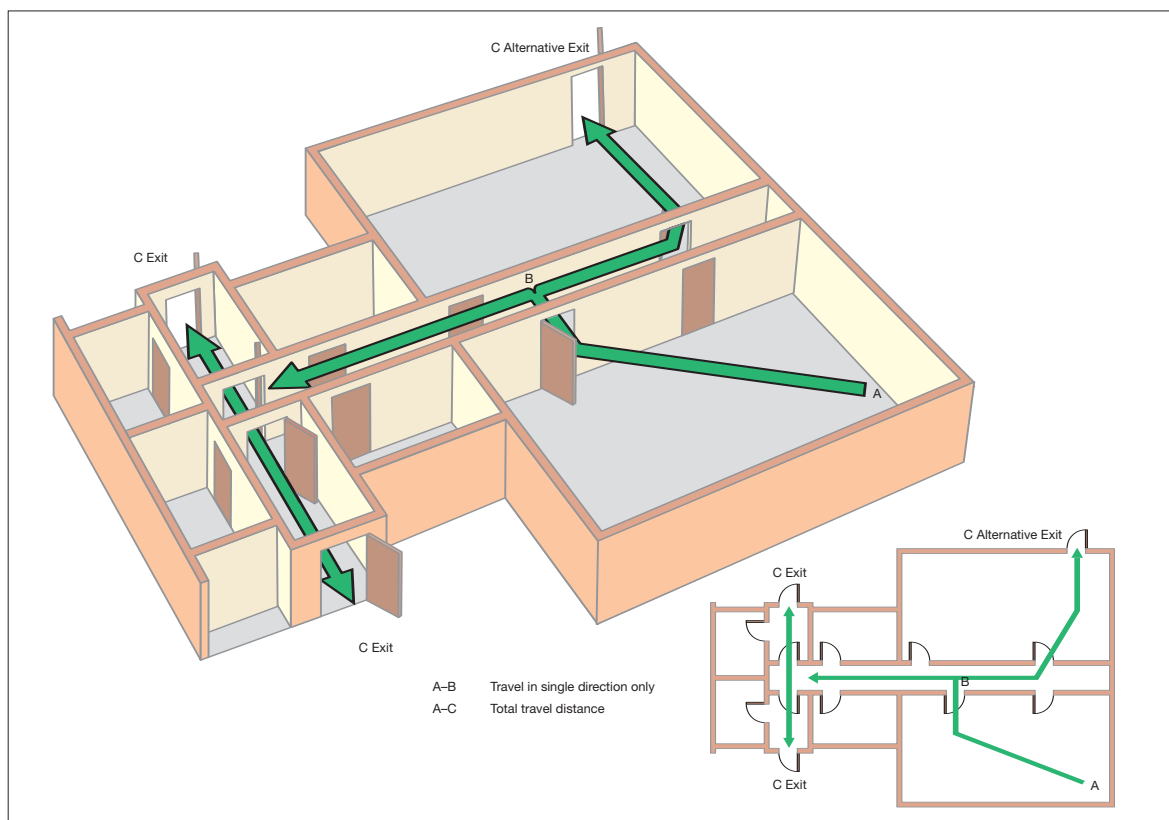 C Alternative Exit
C Exit
B
A
C Exit
A–B Travel in single direction only
A–C Total travel distance
C Alternative Exit
C Exit
B
A
C Exit